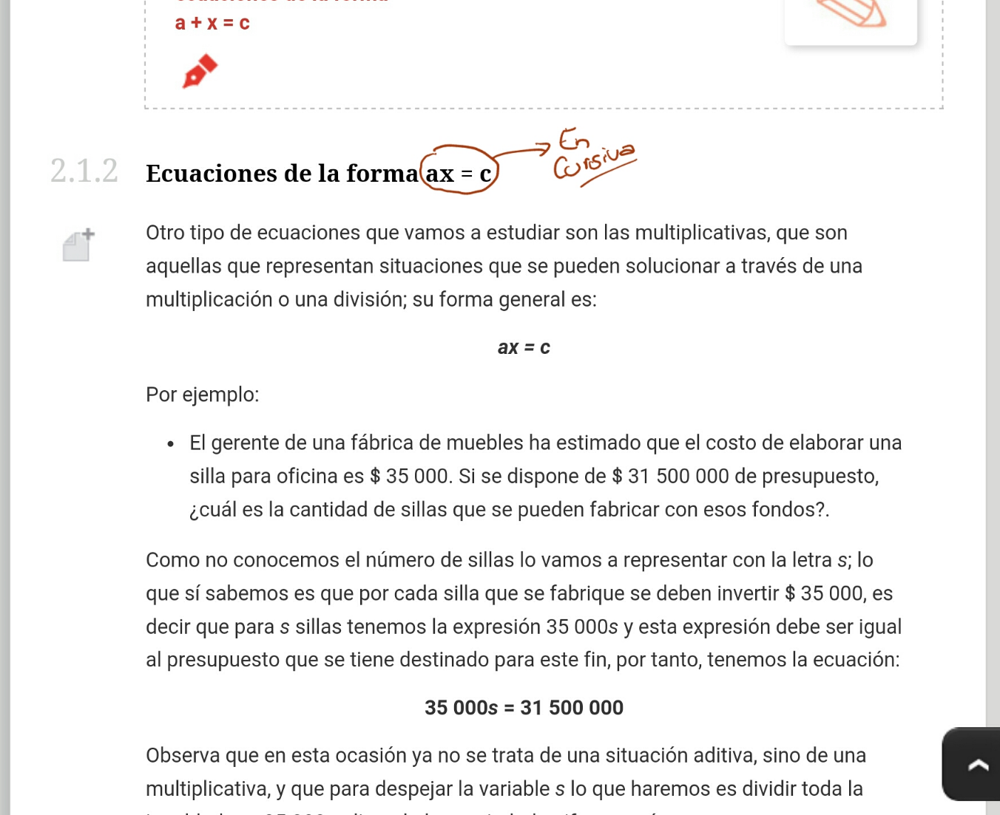 a + x = c
En
Cursiva
2.1.2 Ecuaciones de la forma ax = c
Otro tipo de ecuaciones que vamos a estudiar son las multiplicativas, que son
aquellas que representan situaciones que se pueden solucionar a través de una
multiplicación o una división; su forma general es:
ax = c
Por ejemplo:
• El gerente de una fábrica de muebles ha estimado que el costo de elaborar una
silla para oficina es $ 35 000. Si se dispone de $ 31 500 000 de presupuesto,
¿cuál es la cantidad de sillas que se pueden fabricar con esos fondos?.
Como no conocemos el número de sillas lo vamos a representar con la letra s; lo
que sí sabemos es que por cada silla que se fabrique se deben invertir $ 35 000, es
decir que para s sillas tenemos la expresión 35 000s y esta expresión debe ser igual
al presupuesto que se tiene destinado para este fin, por tanto, tenemos la ecuación:
35 000s = 31 500 000
Observa que en esta ocasión ya no se trata de una situación aditiva, sino de una
multiplicativa, y que para despejar la variable s lo que haremos es dividir toda la